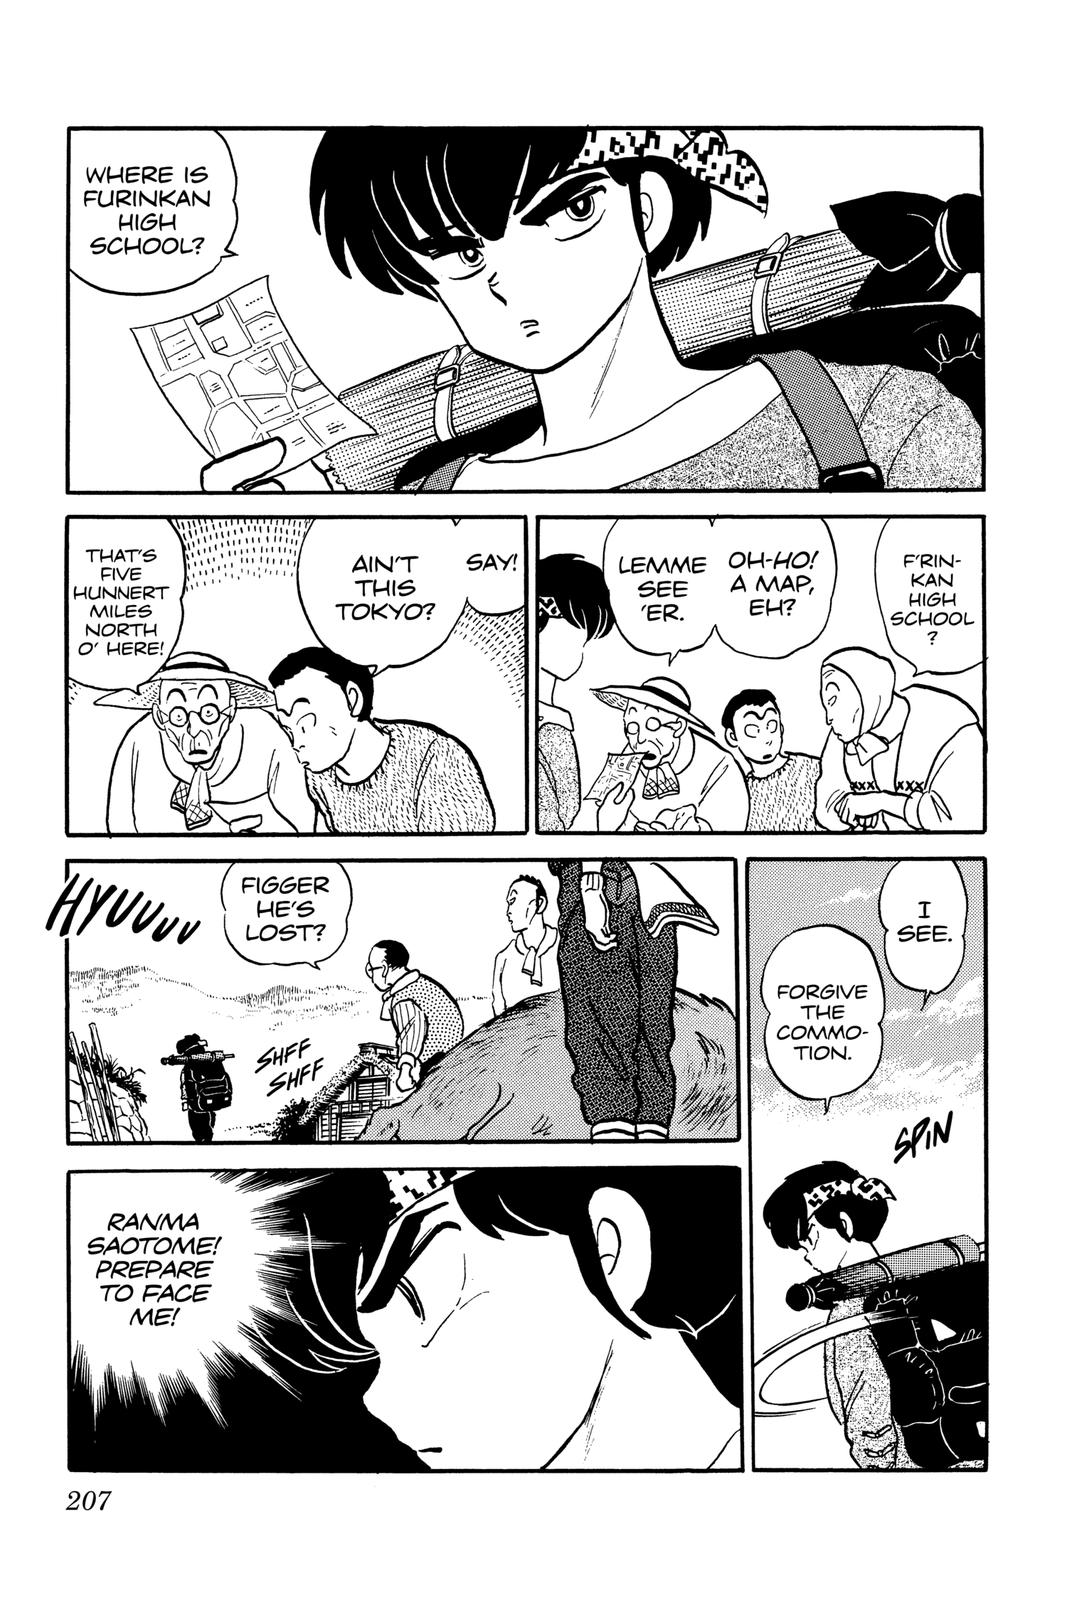 WHERE IS
FURINKAN
HIGH
SCHOOL?
F'RIN-
KAN
HIGH
SCHOOL
?
OH-HO!
A MAP,
EH?
LEMME
SEE
'ER.
SAY!
AIN'T
THIS
TOKYO?
THAT'S
FIVE
HUNNERT
MILES
NORTH
O' HERE!
I
SEE.
FORGIVE
THE
COMMO-
TION.
SPIN
FIGGER
HE'S
LOST?
HYUUUUU
SHFF
SHFF
RANMA
SAOTOME!
PREPARE
TO FACE
ME!
207